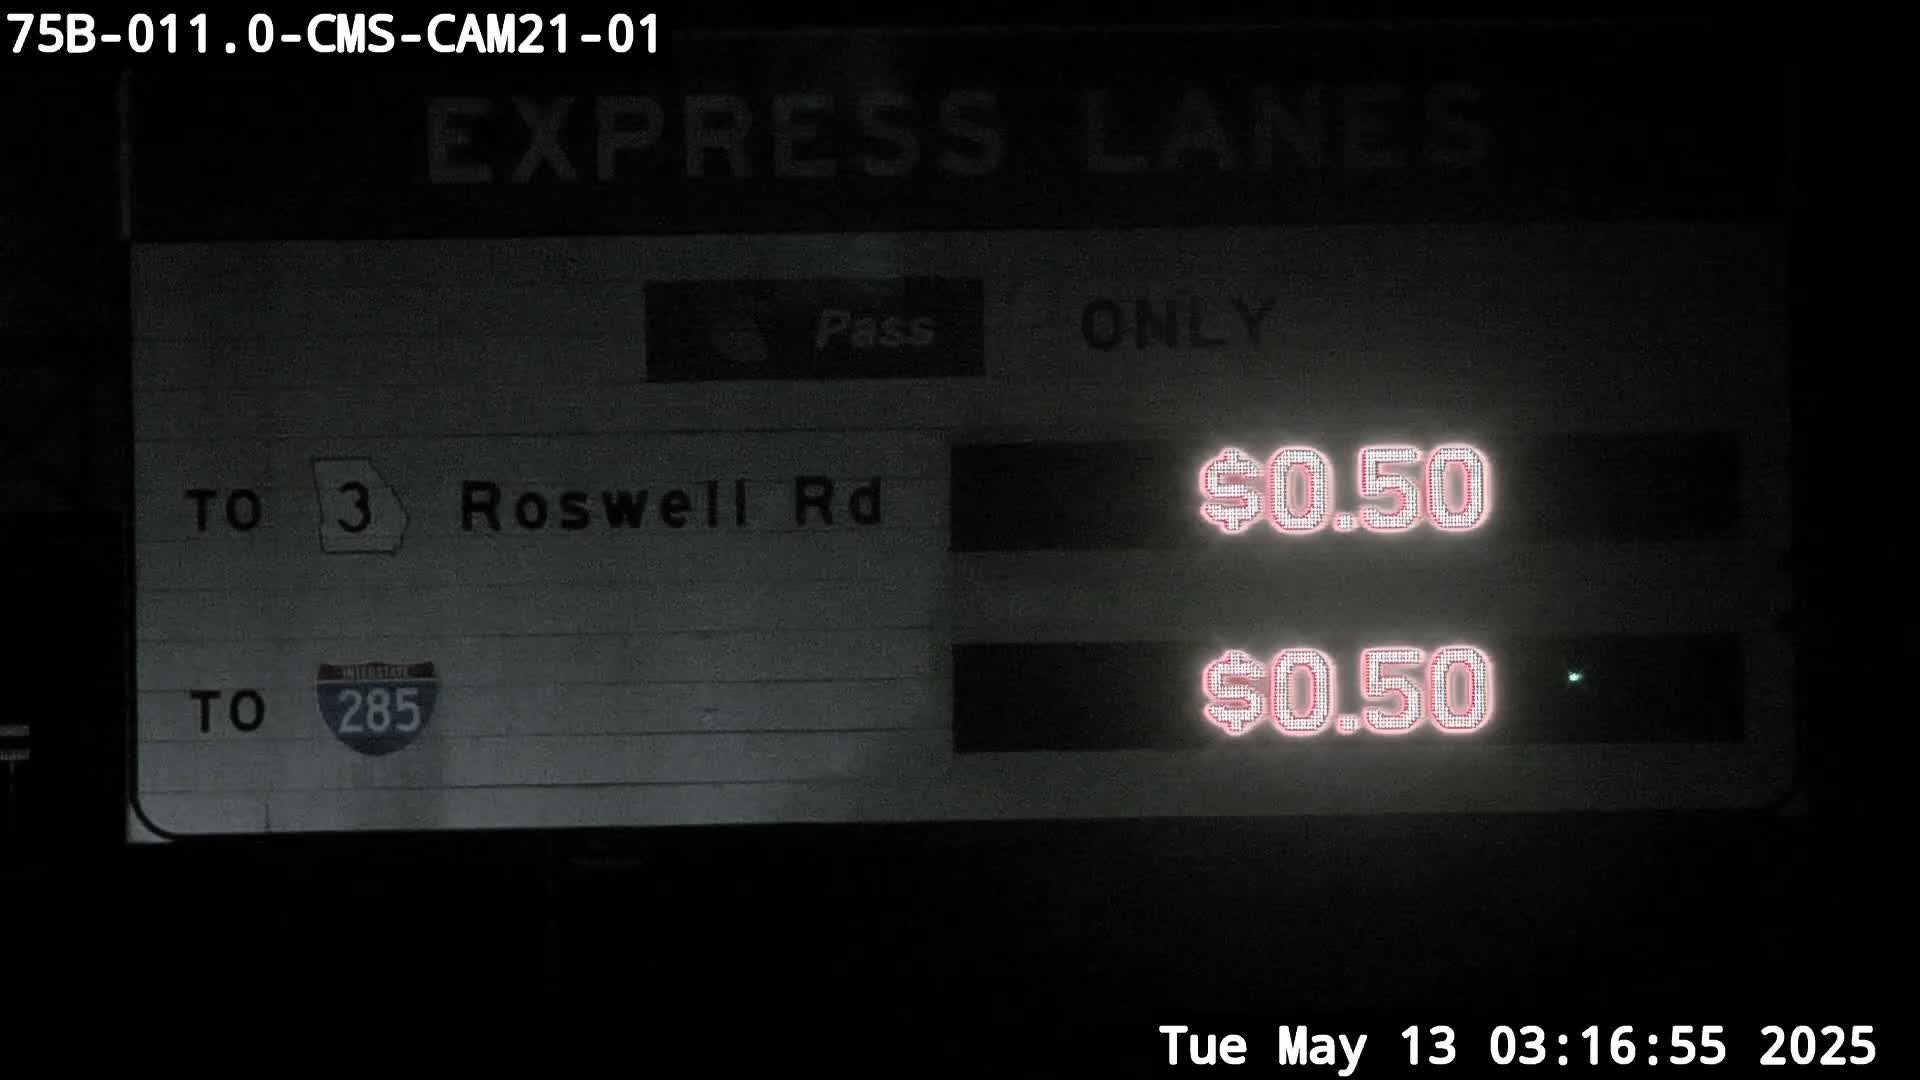 75B-011.0-CMS-CAM21-01
EXPRESS LANES
Pass ONLY
TO 3 Roswell Rd $0.50
INTERSTATE
TO 285 $0.50
Tue May 13 03:16:55 2025